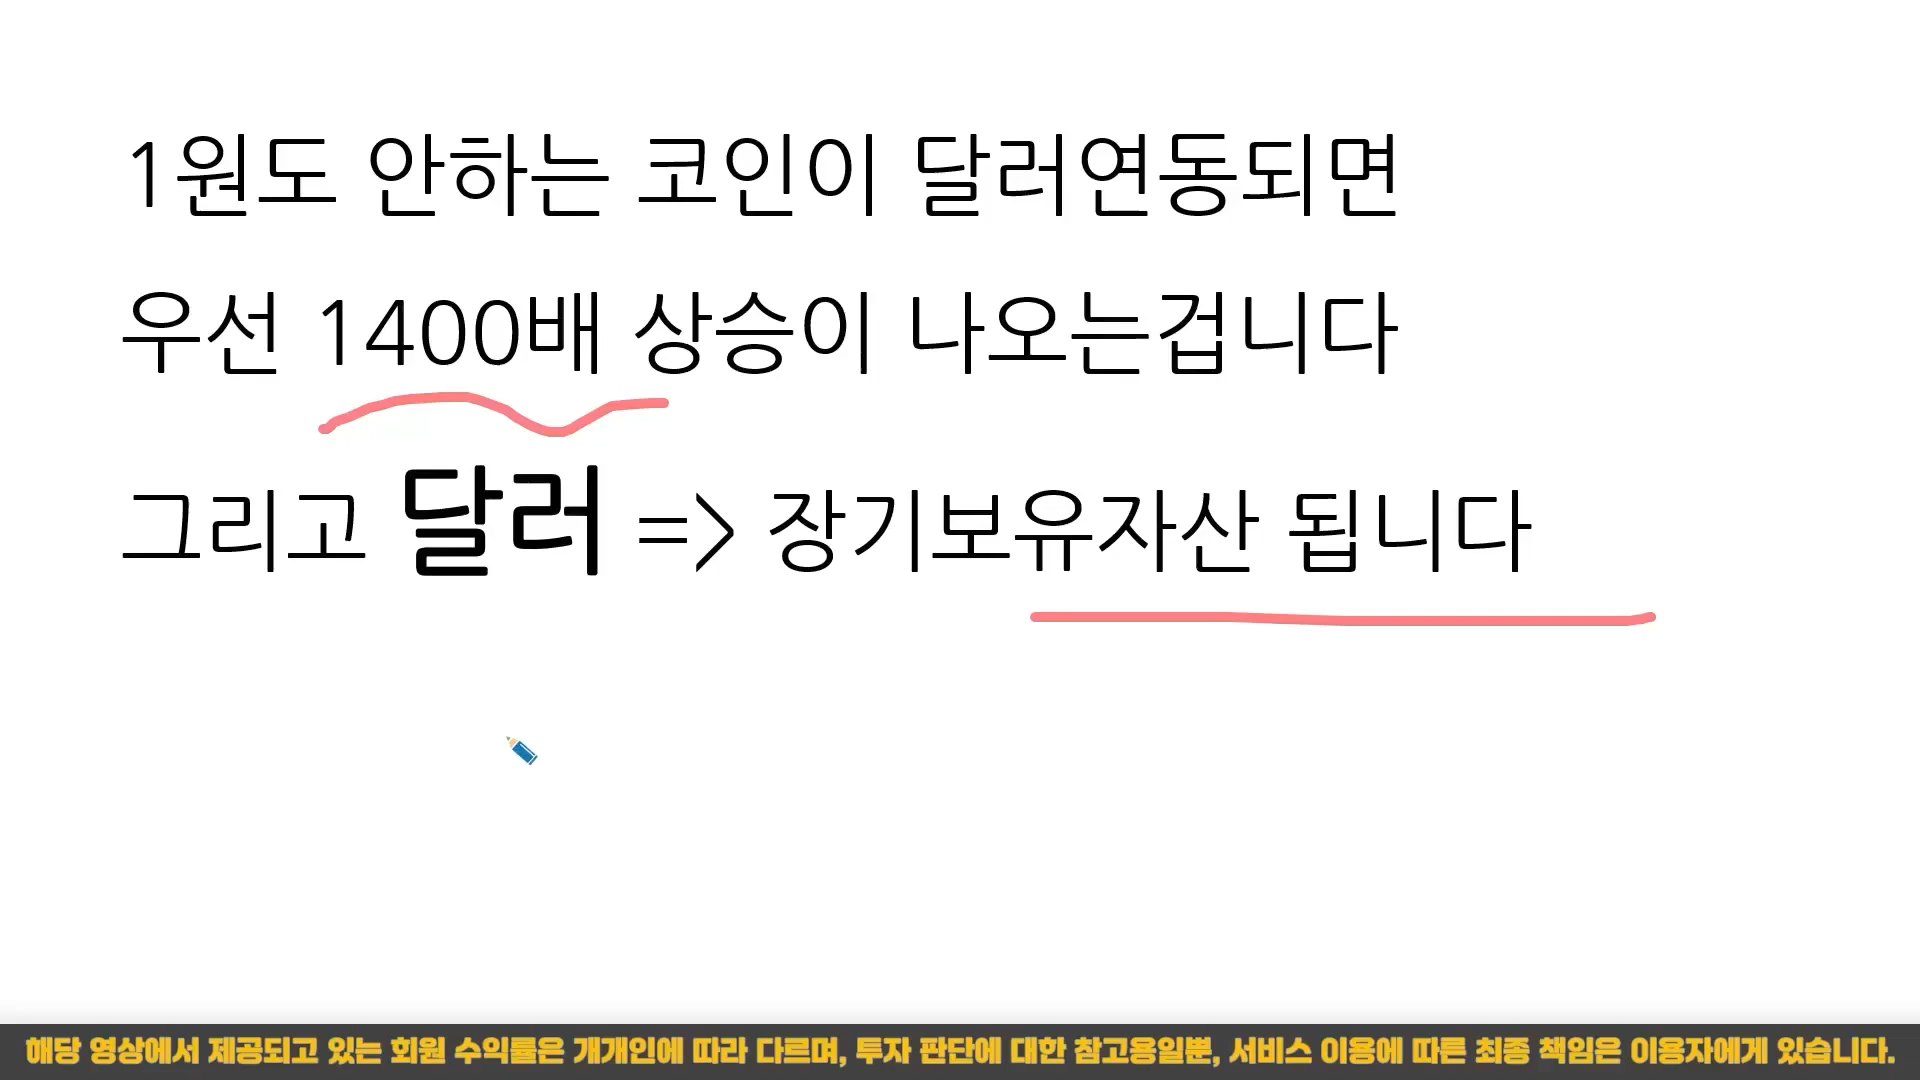 1원도 안하는 코인이 달러연동되면
우선 1400배 상승이 나오는겁니다
그리고 달러 => 장기보유자산 됩니다
해당 영상에서 제공되고 있는 회원 수익률은 개개인에 따라 다르며, 투자 판단에 대한 참고용일뿐, 서비스 이용에 따른 최종 책임은 이용자에게 있습니다.